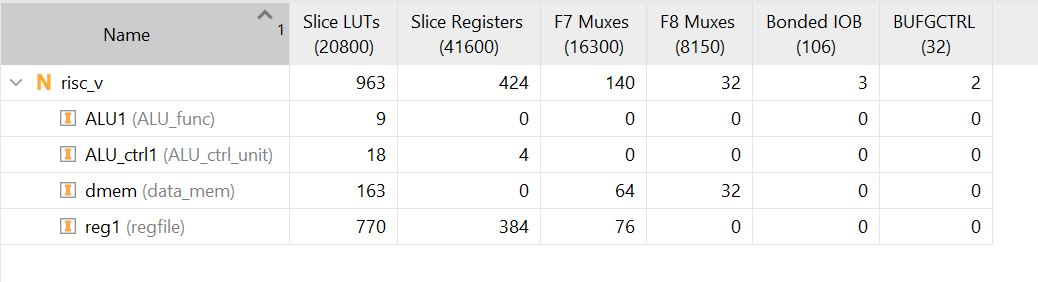 Name 1 Slice LUTs (20800) Slice Registers (41600) F7 Muxes (16300) F8 Muxes (8150) Bonded IOB (106) BUFGCTRL (32)
N risc_v 963 424 140 32 3 2
I ALU1 (ALU_func) 9 0 0 0 0 0
I ALU_ctrl1 (ALU_ctrl_unit) 18 4 0 0 0 0
I dmem (data_mem) 163 0 64 32 0 0
I reg1 (regfile) 770 384 76 0 0 0